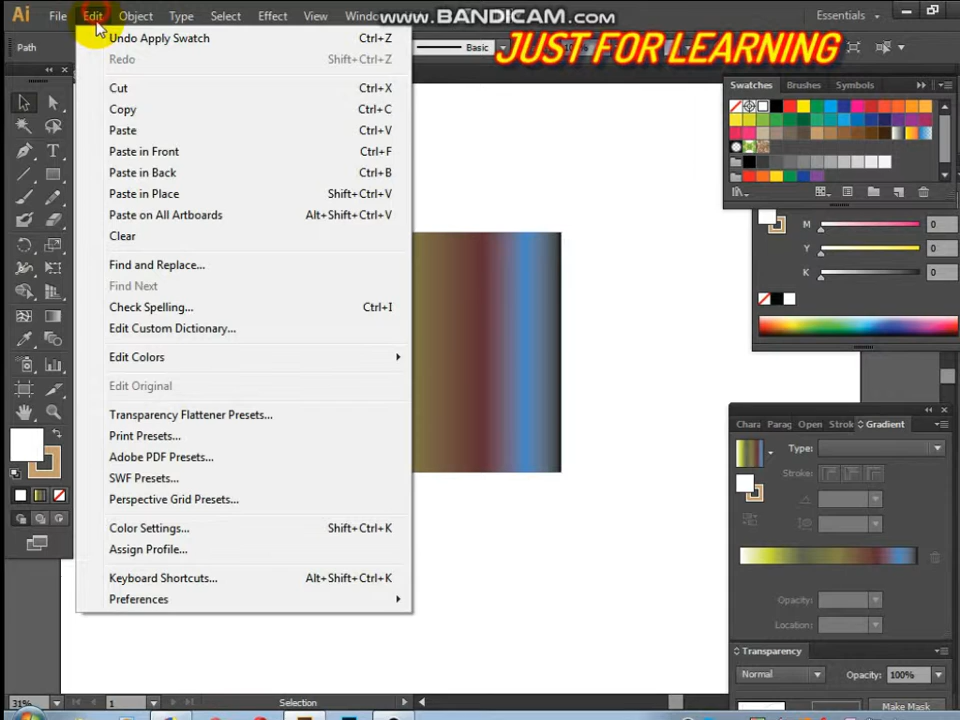 Ai File Edit Object Type Select Effect View Windo
www.BANDICAM.com
Essentials
Path
Basic
JUST FOR LEARNING
Undo Apply Swatch Ctrl+Z
Redo Shift+Ctrl+Z
Cut Ctrl+X
Copy Ctrl+C
Paste Ctrl+V
Paste in Front Ctrl+F
Paste in Back Ctrl+B
Paste in Place Shift+Ctrl+V
Paste on All Artboards Alt+Shift+Ctrl+V
Clear
Find and Replace...
Find Next
Check Spelling... Ctrl+I
Edit Custom Dictionary...
Edit Colors
Edit Original
Transparency Flattener Presets...
Print Presets...
Adobe PDF Presets...
SWF Presets...
Perspective Grid Presets...
Color Settings... Shift+Ctrl+K
Assign Profile...
Keyboard Shortcuts... Alt+Shift+Ctrl+K
Preferences
Swatches Brushes Symbols
M 0
Y 0
K 0
Chara Parag Open Strok Gradient
Type:
Stroke:
Opacity:
Location:
Transparency
Normal Opacity: 100%
Make Mask
31% 1 Selection